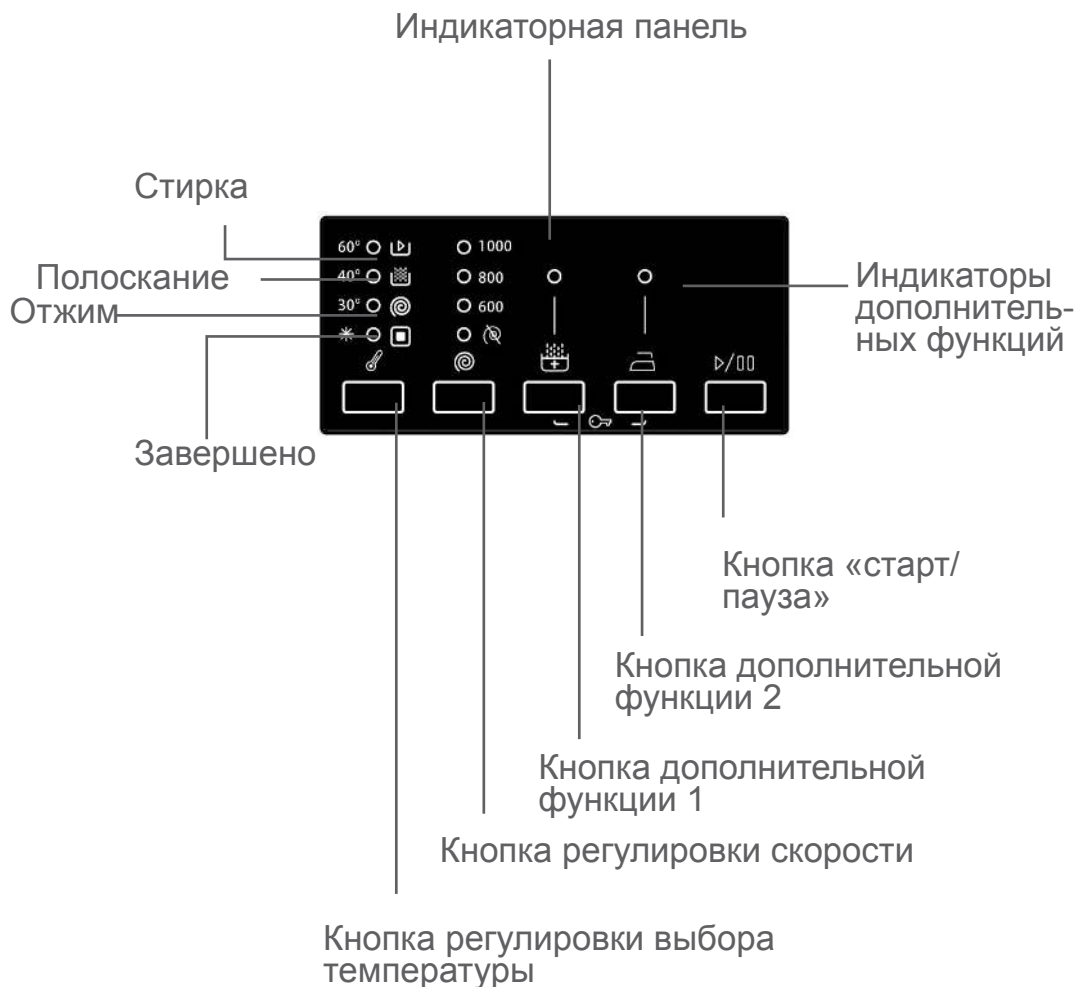 Индикаторная панель
Стирка
Полоскание
Отжим
Завершено
60°
40°
30°
1000
800
600
Индикаторы
дополнитель-
ных функций
Кнопка «старт/
пауза»
Кнопка дополнительной
функции 2
Кнопка дополнительной
функции 1
Кнопка регулировки скорости
Кнопка регулировки выбора
температуры